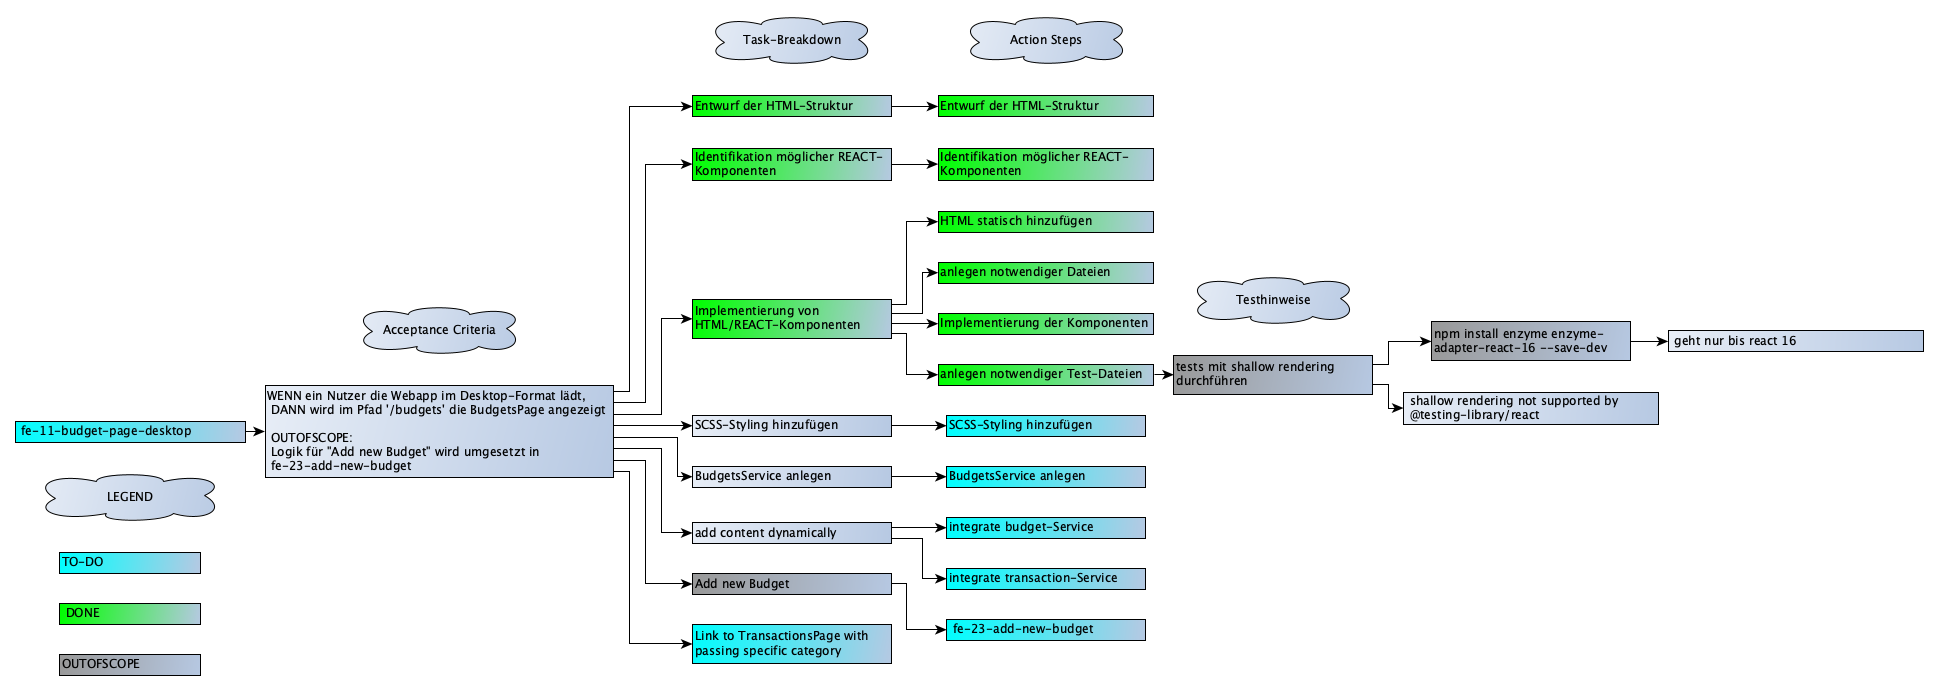 Task-Breakdown
Action Steps
Entwurf der HTML-Struktur
Entwurf der HTML-Struktur
Identifikation möglicher REACT-
Komponenten
Identifikation möglicher REACT-
Komponenten
HTML statisch hinzufügen
anlegen notwendiger Dateien
Implementierung von
HTML/REACT-Komponenten
Implementierung der Komponenten
anlegen notwendiger Test-Dateien
Testhinweise
tests mit shallow rendering
durchführen
npm install enzyme enzyme-
adapter-react-16 --save-dev
geht nur bis react 16
shallow rendering not supported by
@testing-library/react
Acceptance Criteria
fe-11-budget-page-desktop
WENN ein Nutzer die Webapp im Desktop-Format lädt,
DANN wird im Pfad '/budgets' die BudgetsPage angezeigt
OUTOFSCOPE:
Logik für "Add new Budget" wird umgesetzt in
fe-23-add-new-budget
SCSS-Styling hinzufügen
SCSS-Styling hinzufügen
BudgetsService anlegen
BudgetsService anlegen
add content dynamically
integrate budget-Service
integrate transaction-Service
Add new Budget
fe-23-add-new-budget
Link to TransactionsPage with
passing specific category
LEGEND
TO-DO
DONE
OUTOFSCOPE